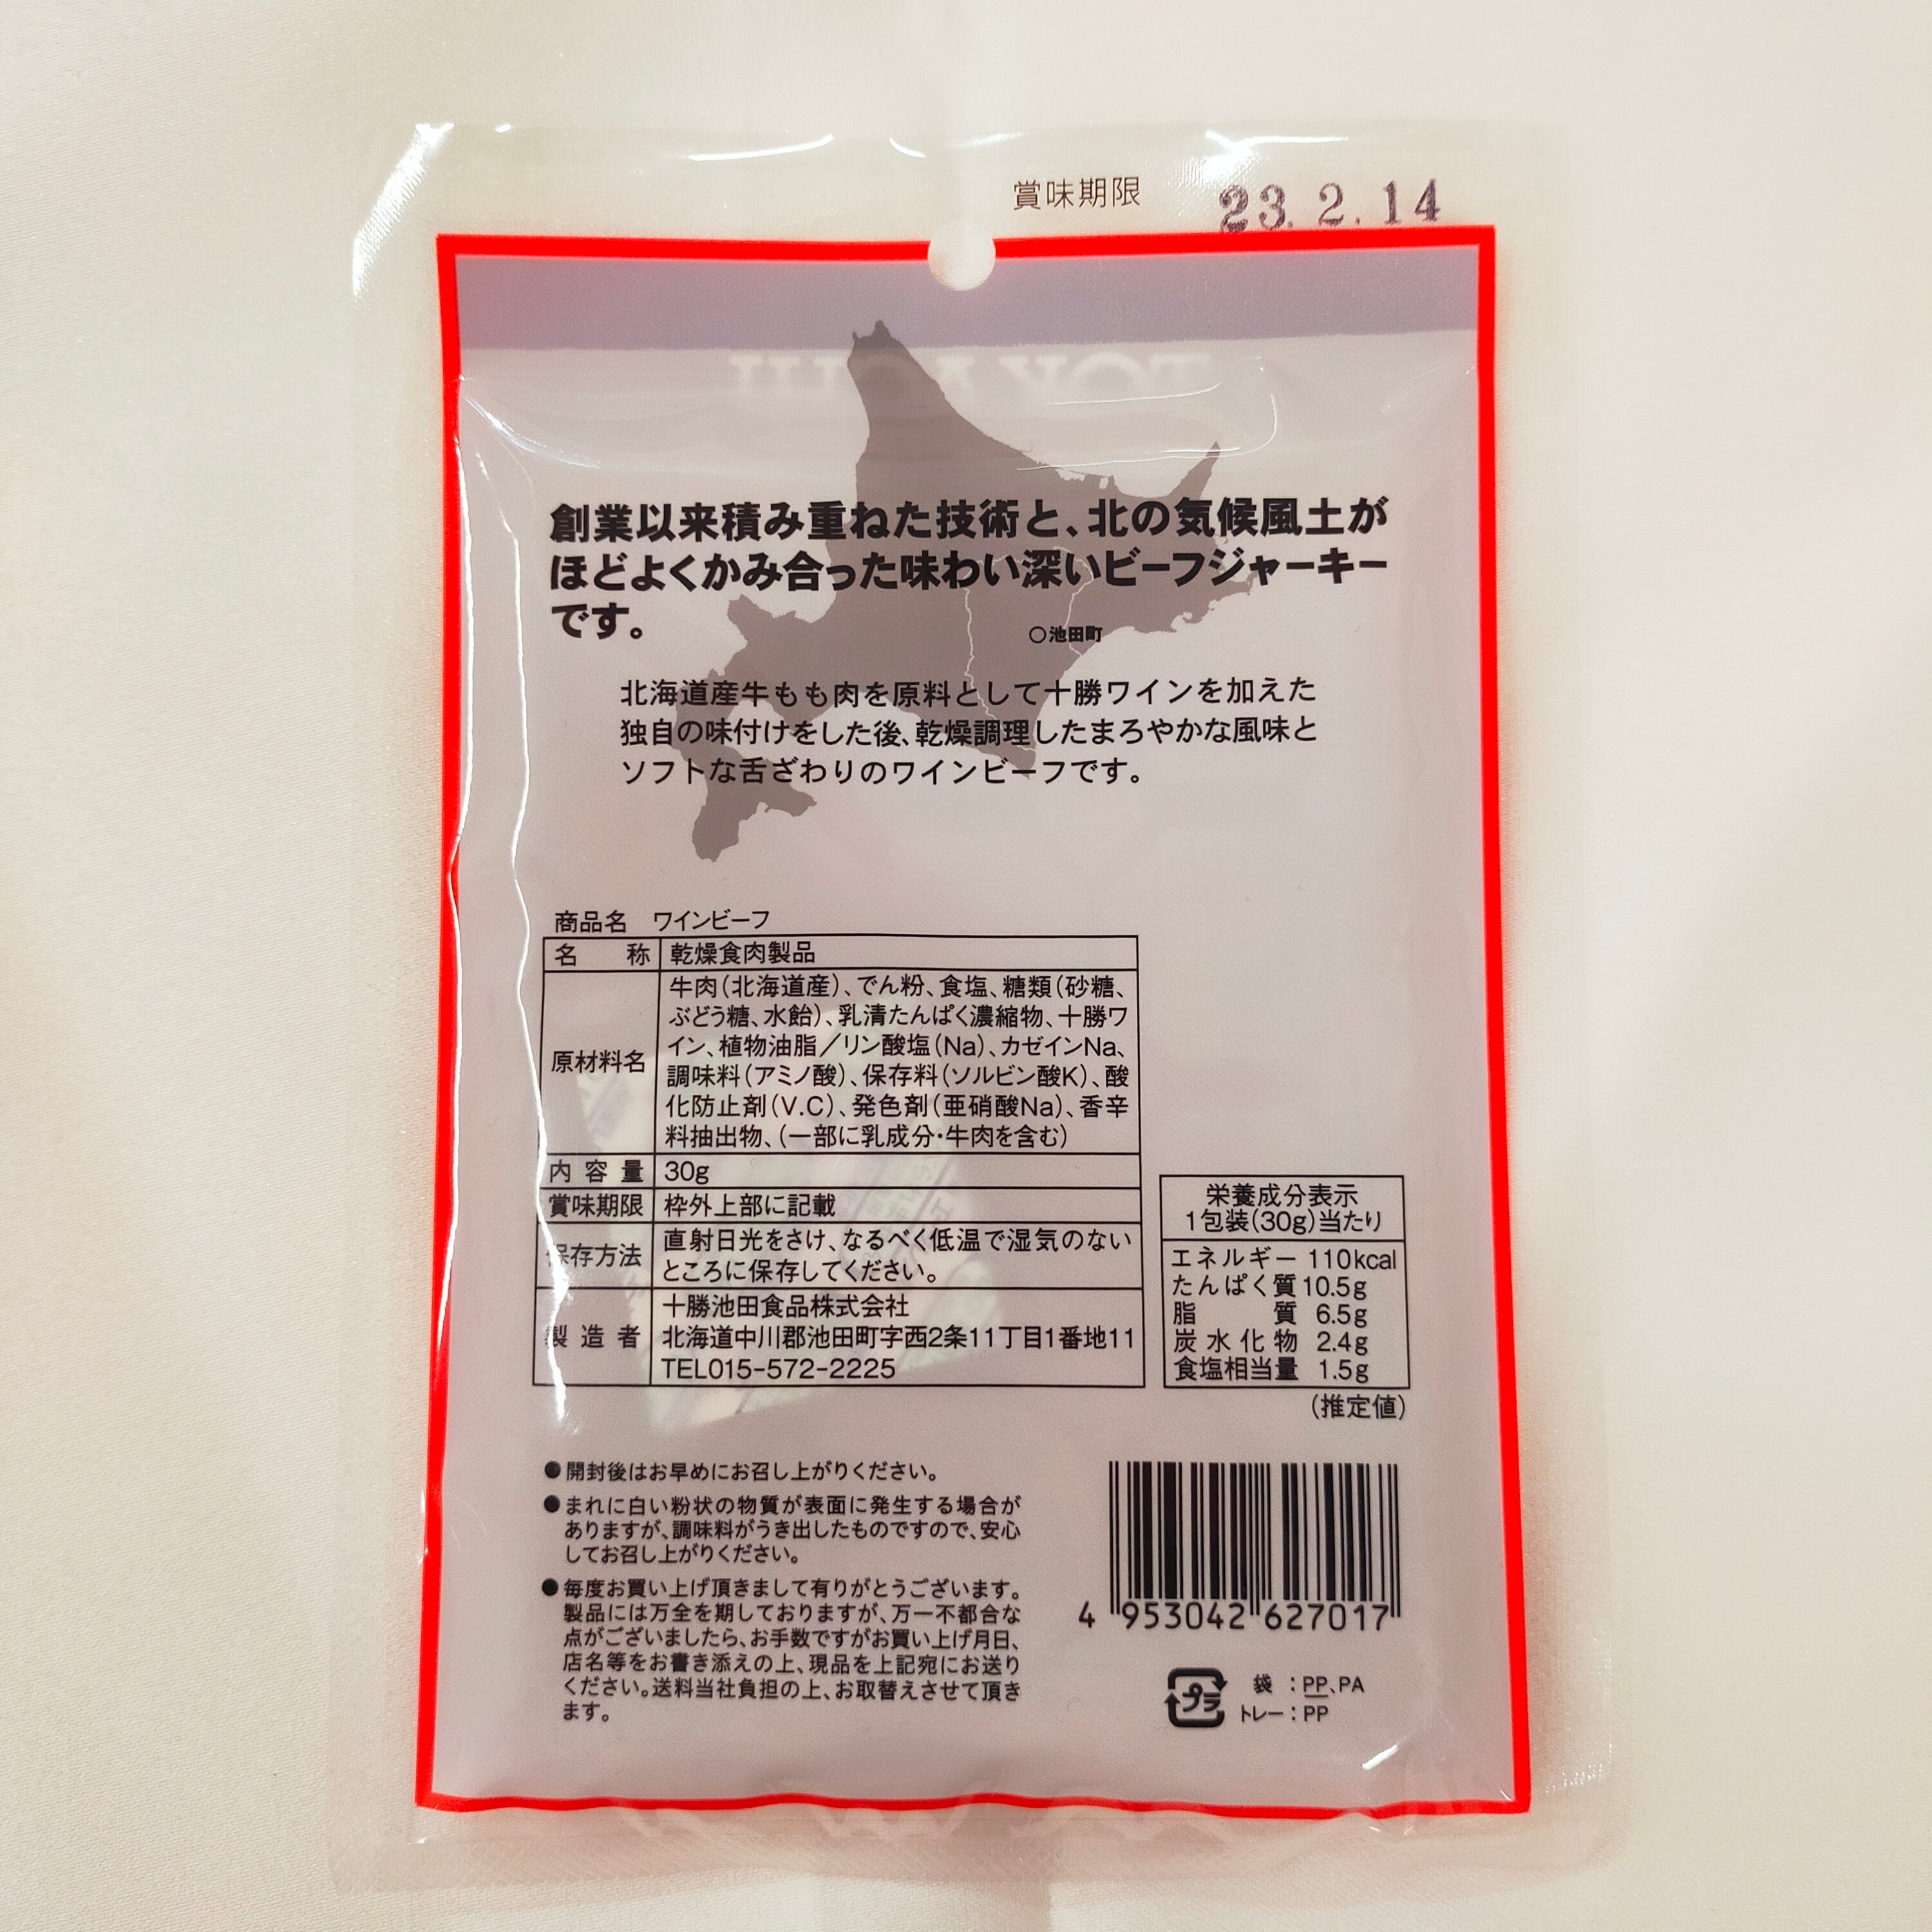 賞味期限 23.2.14
TOKACHI
創業以来積み重ねた技術と、北の気候風土が
ほどよくかみ合った味わい深いビーフジャーキー
です。
○池田町
北海道産牛もも肉を原料として十勝ワインを加えた
独自の味付けをした後、乾燥調理したまろやかな風味と
ソフトな舌ざわりのワインビーフです。
商品名 ワインビーフ
名称 乾燥食肉製品
原材料名
牛肉(北海道産)、でん粉、食塩、糖類(砂糖、
ぶどう糖、水飴)、乳清たんぱく濃縮物、十勝ワ
イン、植物油脂/リン酸塩(Na)、カゼインNa、
調味料(アミノ酸)、保存料(ソルビン酸K)、酸
化防止剤(V.C)、発色剤(亜硝酸Na)、香辛
料抽出物、(一部に乳成分・牛肉を含む)
内容量 30g
賞味期限 枠外上部に記載
保存方法
直射日光をさけ、なるべく低温で湿気のない
ところに保存してください。
製造者
十勝池田食品株式会社
北海道中川郡池田町字西2条11丁目1番地11
TEL015-572-2225
栄養成分表示
1包装(30g)当たり
エネルギー 110kcal
たんぱく質 10.5g
脂質 6.5g
炭水化物 2.4g
食塩相当量 1.5g
(推定値)
●開封後はお早めにお召し上がりください。
●まれに白い粉状の物質が表面に発生する場合が
ありますが、調味料がうき出したものですので、安心
してお召し上がりください。
●毎度お買い上げ頂きまして有りがとうございます。
製品には万全を期しておりますが、万一不都合な
点がございましたら、お手数ですがお買い上げ月日、
店名等をお書き添えの上、現品を上記宛にお送り
ください。送料当社負担の上、お取替えさせて頂き
ます。
4 953042 627017
プラ
袋:PP、PA
トレー:PP